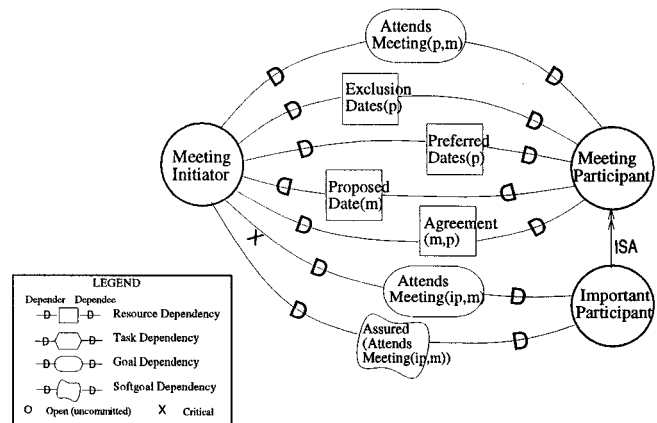 Attends
Meeting(p,m)
D
D
Exclusion
Dates(p)
D
D
D
Preferred
Dates(p)
D
Meeting
Initiator
Meeting
Participant
D
Proposed
Date(m)
D
D
Agreement
(m,p)
D
X
ISA
D
Attends
Meeting(ip,m)
D
Important
Participant
D
Assured
(Attends
Meeting(ip,m))
D
LEGEND
Depender Dependee
D D Resource Dependency
D D Task Dependency
D D Goal Dependency
D D Softgoal Dependency
O Open (uncommitted) X Critical